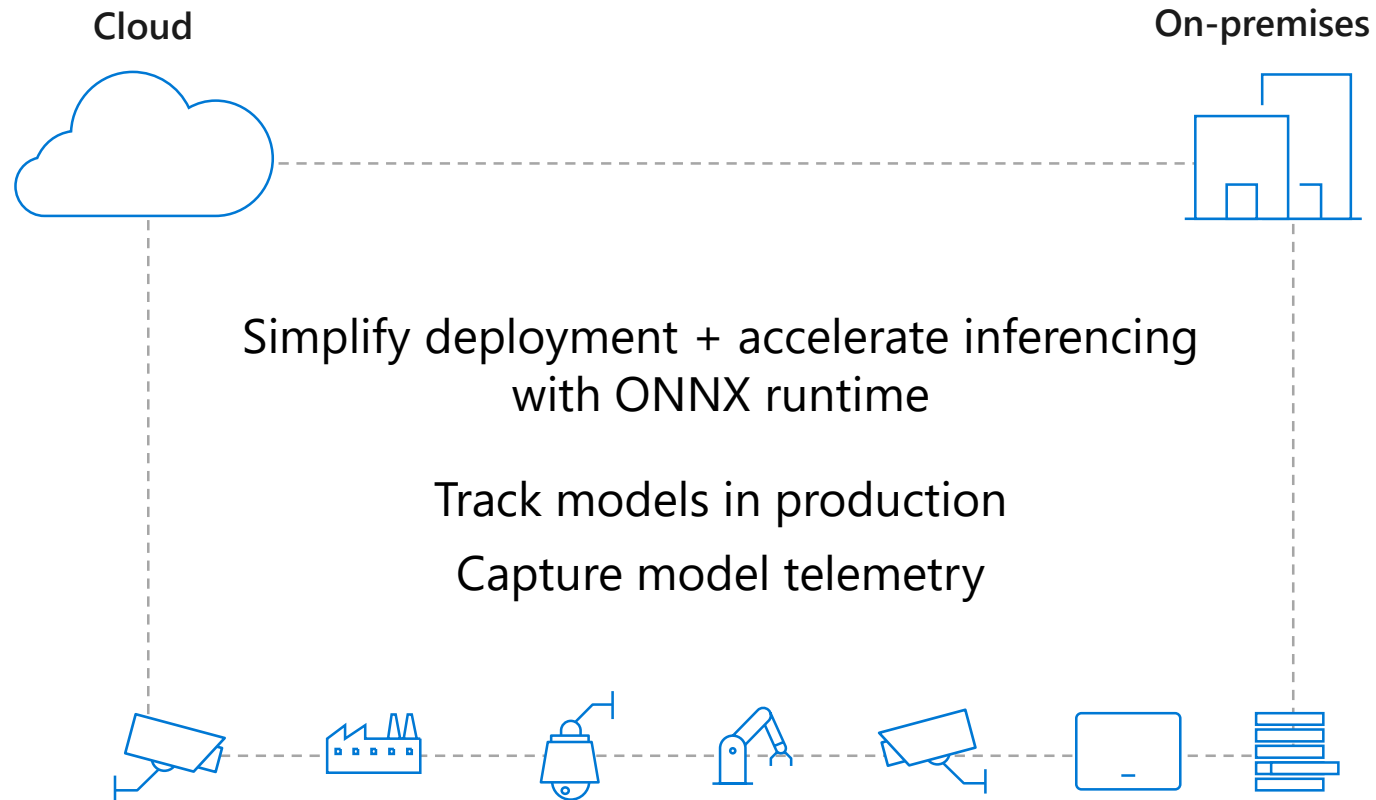 Cloud
On-premises
Simplify deployment + accelerate inferencing
with ONNX runtime
Track models in production
Capture model telemetry